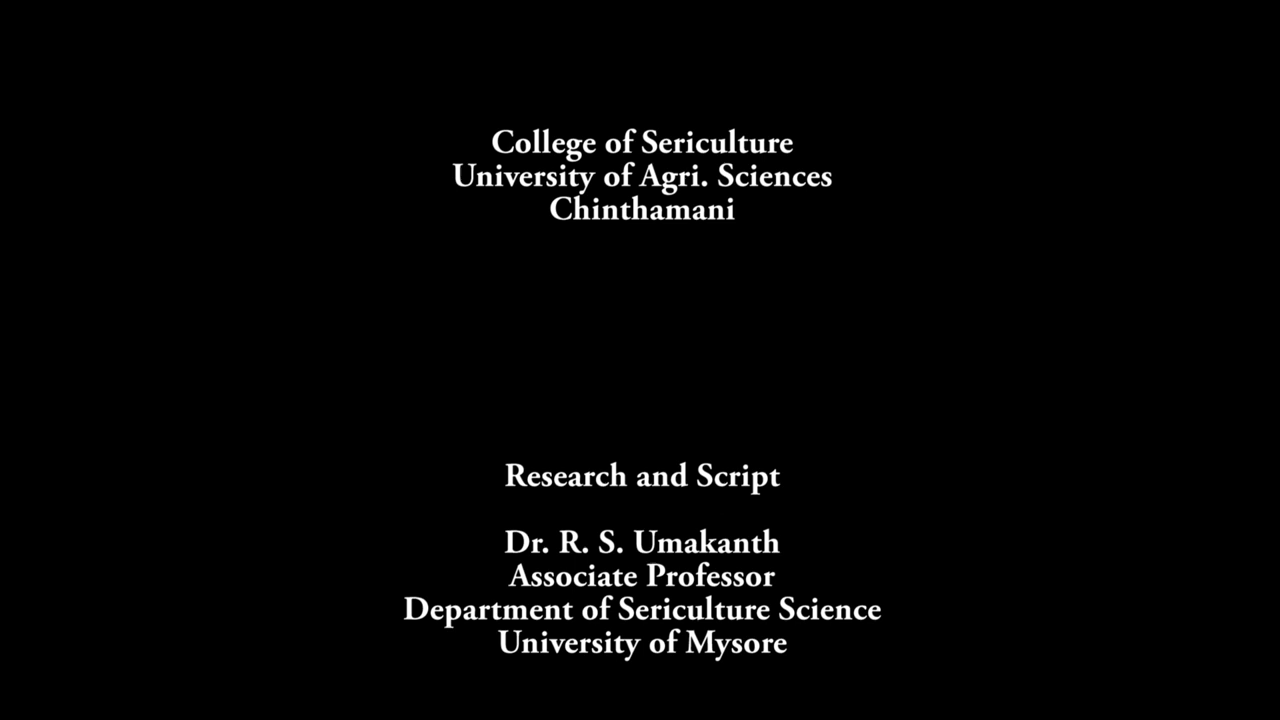 College of Sericulture
University of Agri. Sciences
Chinthamani
Research and Script
Dr. R. S. Umakanth
Associate Professor
Department of Sericulture Science
University of Mysore